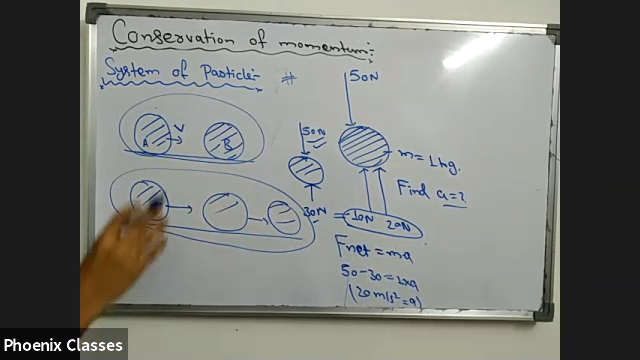 Conservation of momentum:-
System of Particle:- #
50N
A V B
50N
m = 1kg.
Find a = ?
30N = 10N 20N
Fnet = ma
50-30 = 1xa
(20m/s² = a)
Phoenix Classes